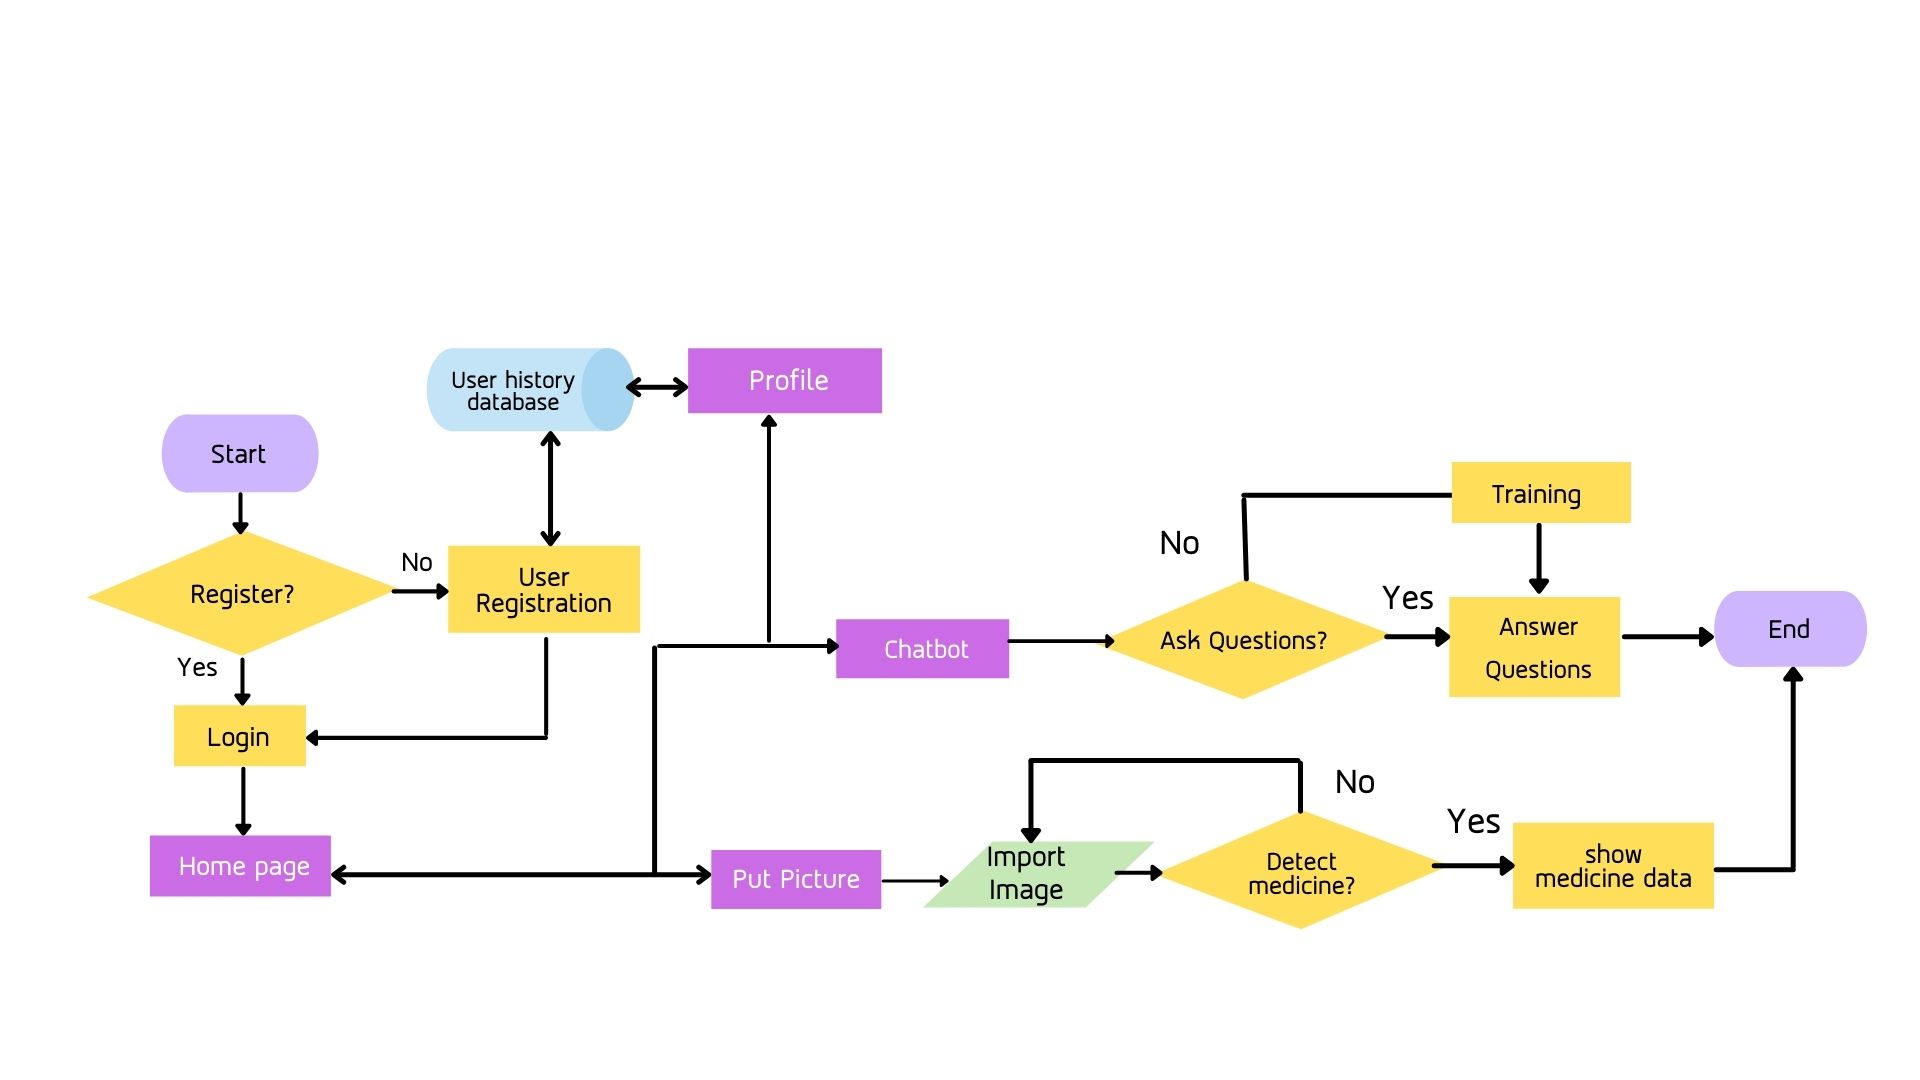 User history
database
Profile
Start
Register?
No
User
Registration
Yes
Login
Home page
Training
No
Yes
Chatbot
Ask Questions?
Answer
Questions
End
No
Yes
Put Picture
Import
Image
Detect
medicine?
show
medicine data